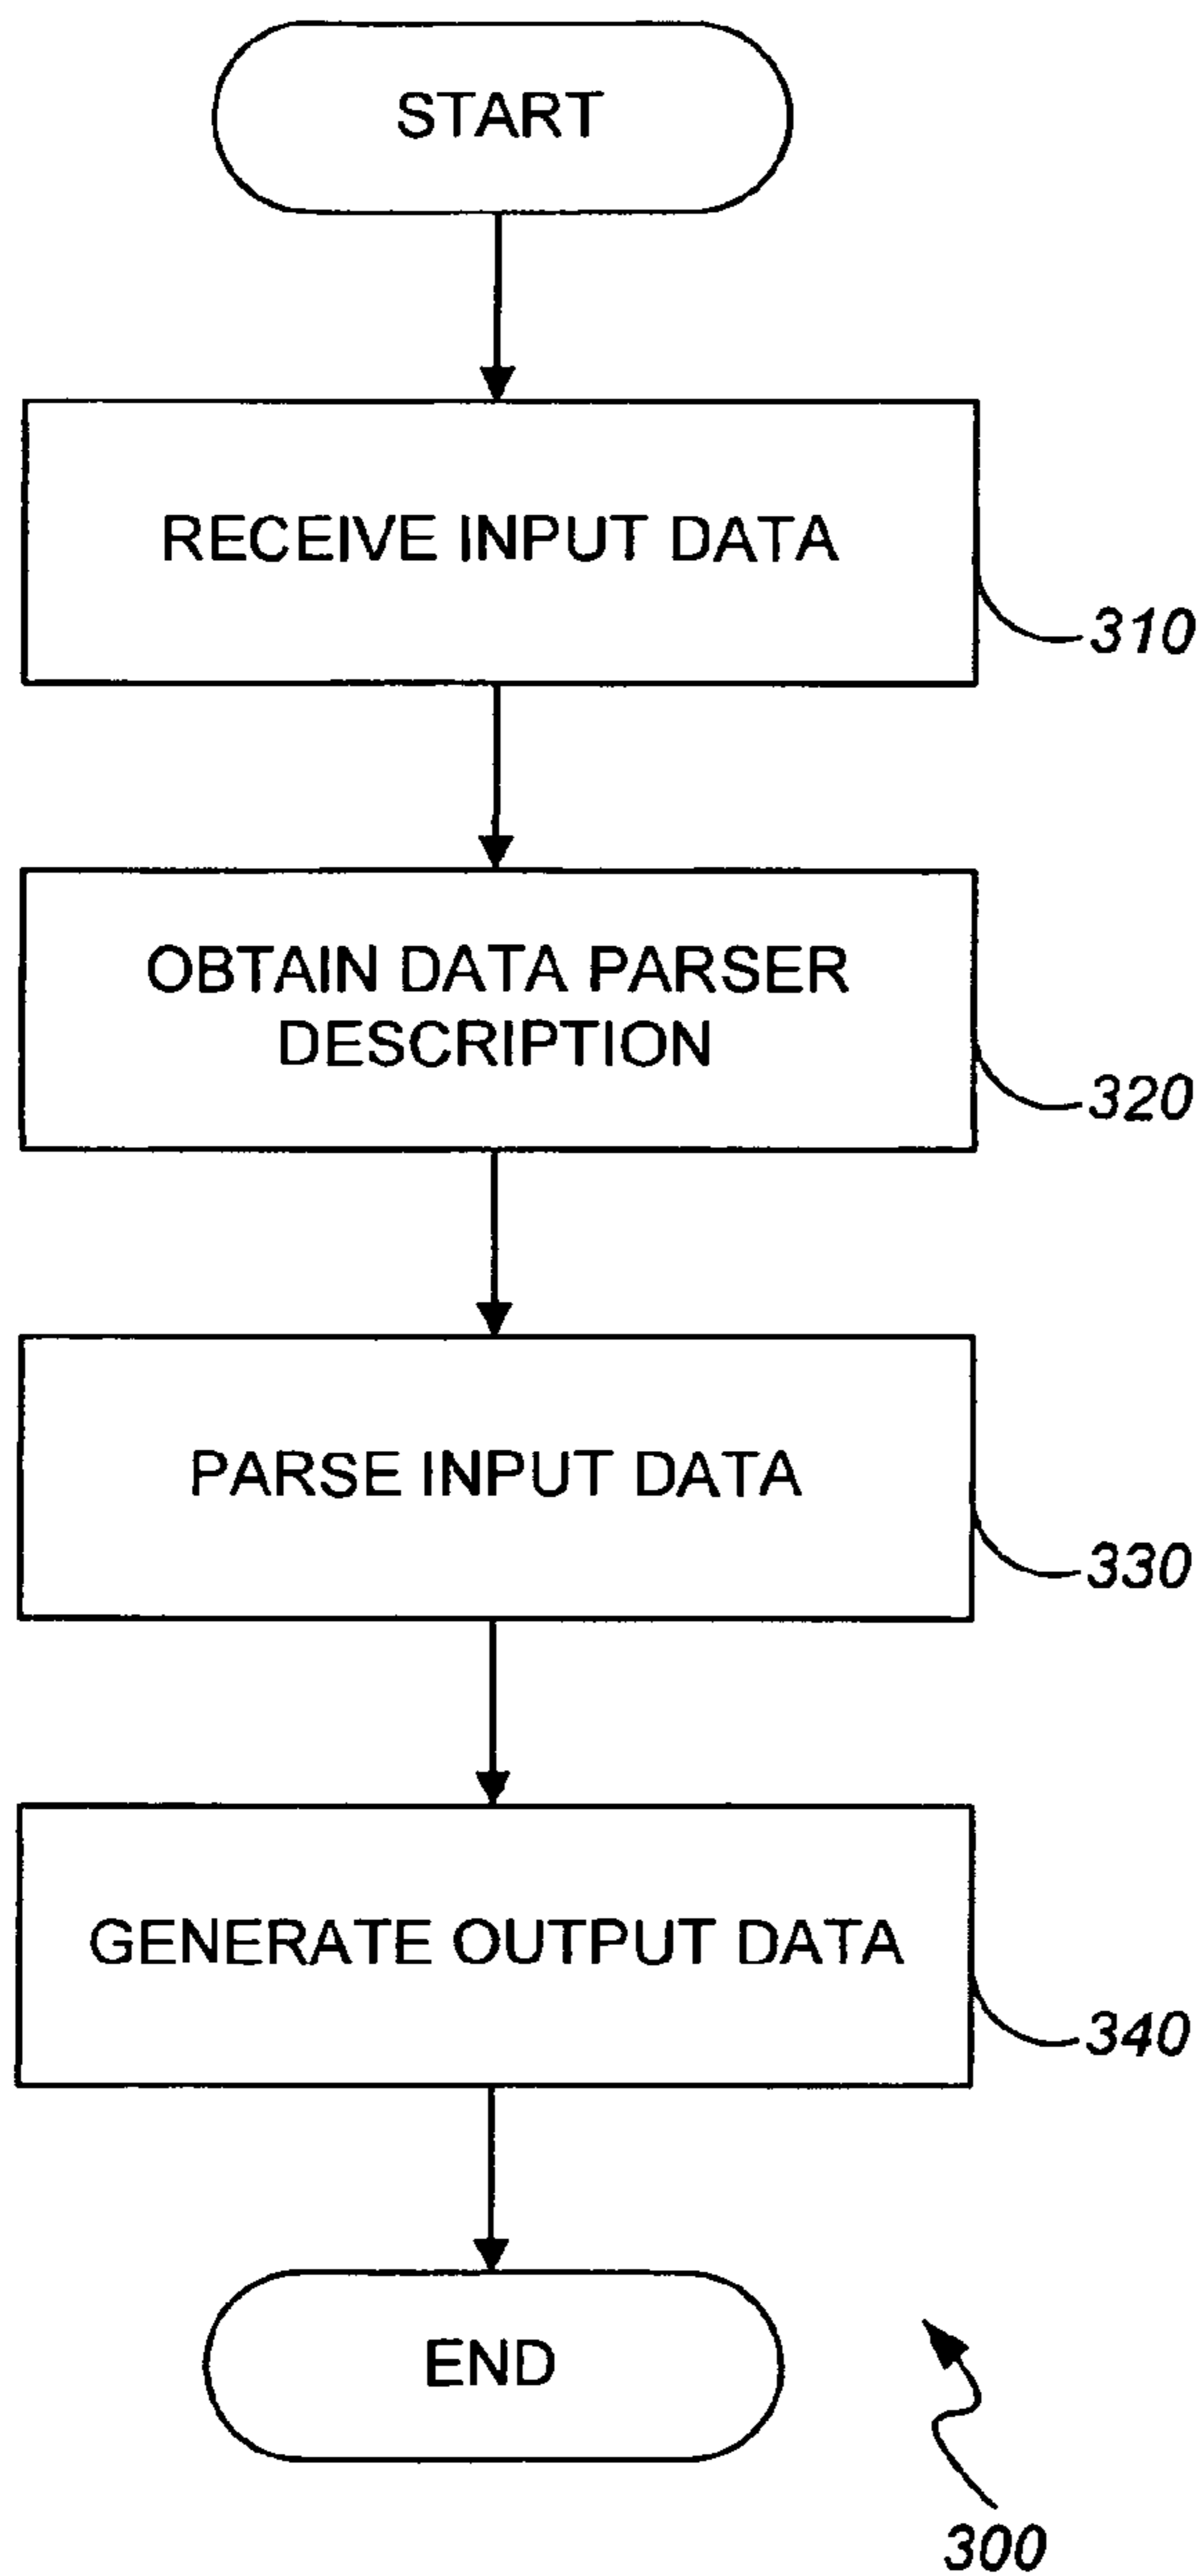 START
RECEIVE INPUT DATA
310
OBTAIN DATA PARSER
DESCRIPTION
320
PARSE INPUT DATA
330
GENERATE OUTPUT DATA
340
END
300